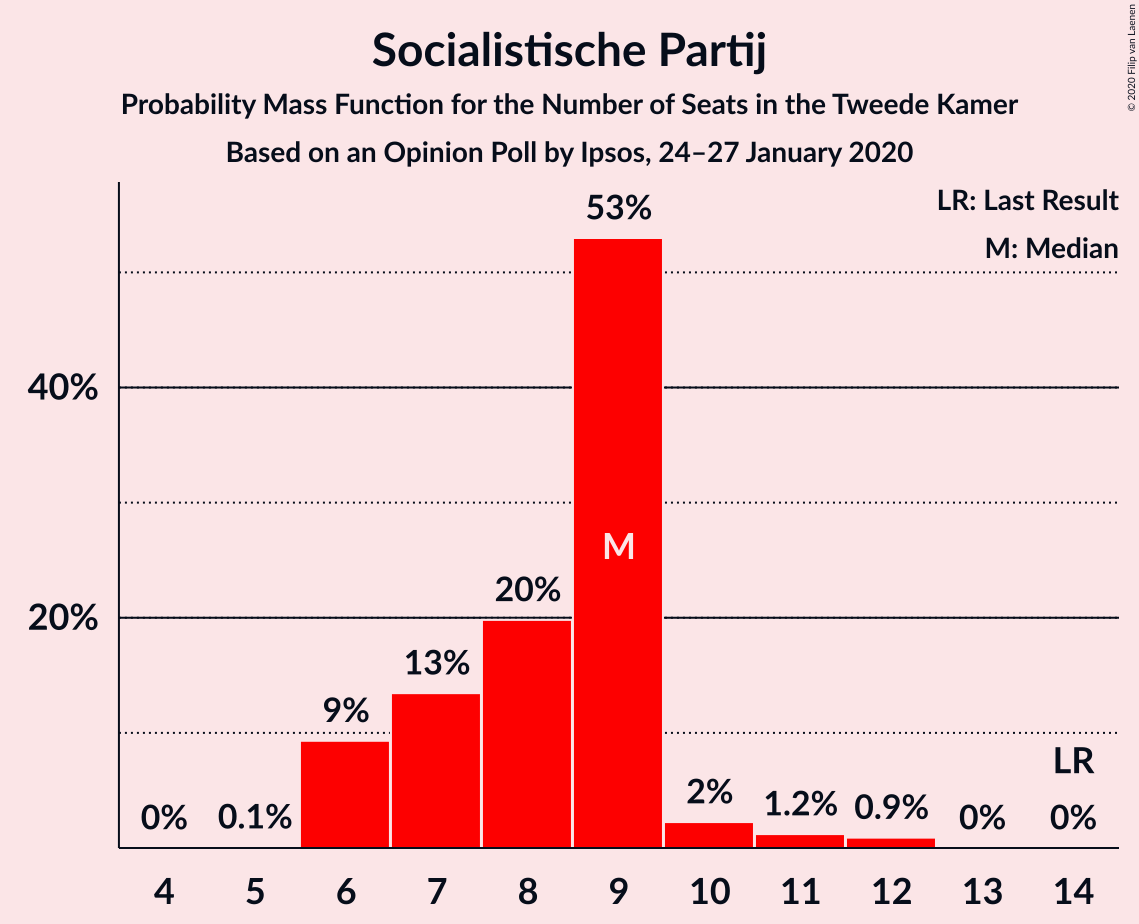 Socialistische Partij
Probability Mass Function for the Number of Seats in the Tweede Kamer
Based on an Opinion Poll by Ipsos, 24–27 January 2020
© 2020 Filip van Laenen
LR: Last Result
M: Median
53%
40%
M
20%
20%
13%
9%
LR
0%
0.1%
2%
1.2%
0.9%
0%
0%
4 5 6 7 8 9 10 11 12 13 14